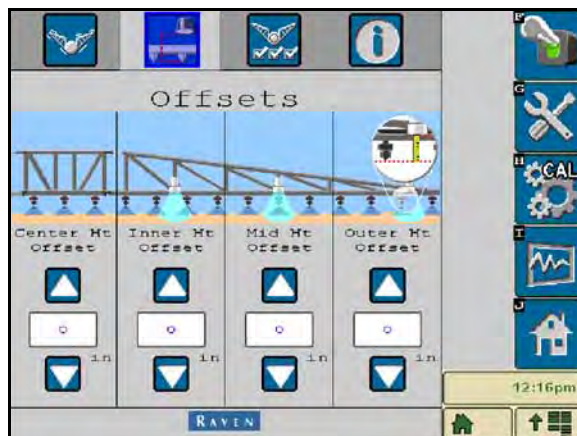 F
Offsets
G
H
CAL
Center Ht Offset
Inner Ht Offset
Mid Ht Offset
Outer Ht Offset
I
0
0
0
0
in
in
in
in
J
12:16pm
RAVEN